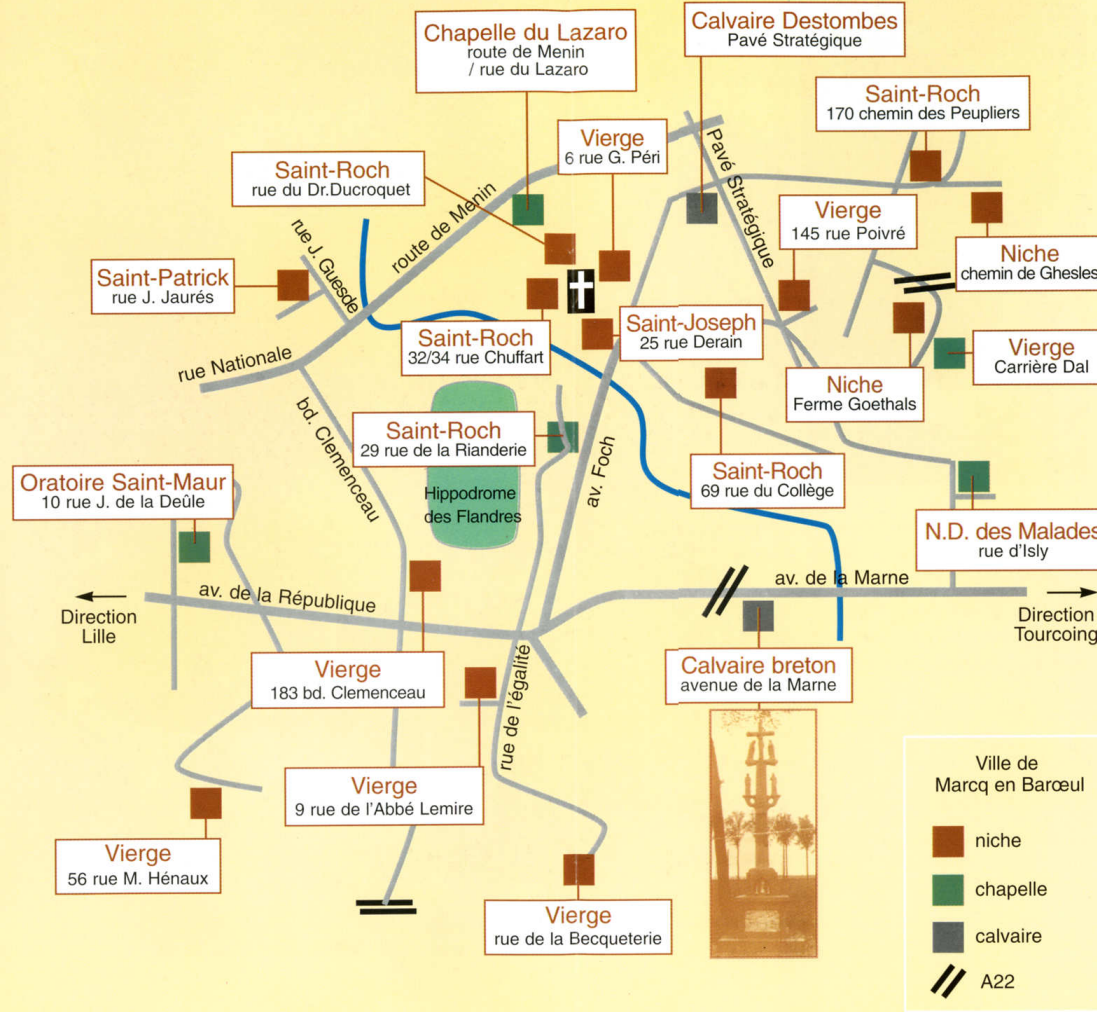 Chapelle du Lazaro
route de Menin
/ rue du Lazaro
Calvaire Destombes
Pavé Stratégique
Saint-Roch
170 chemin des Peupliers
Vierge
6 rue G. Péri
Saint-Roch
rue du Dr.Ducroquet
Pavé Stratégique
Vierge
145 rue Poivré
route de Menin
rue J. Guesde
Niche
chemin de Ghesles
Saint-Patrick
rue J. Jaurés
Saint-Roch
32/34 rue Chuffart
Saint-Joseph
25 rue Derain
Vierge
Carrière Dal
rue Nationale
Niche
Ferme Goethals
bd. Clemenceau
Saint-Roch
29 rue de la Rianderie
av. Foch
Saint-Roch
69 rue du Collège
Oratoire Saint-Maur
10 rue J. de la Deûle
Hippodrome
des Flandres
N.D. des Malades
rue d'Isly
av. de la République
av. de la Marne
Direction
Lille
Direction
Tourcoing
Vierge
183 bd. Clemenceau
rue de l'égalité
Calvaire breton
avenue de la Marne
Vierge
9 rue de l'Abbé Lemire
Vierge
56 rue M. Hénaux
Vierge
rue de la Becqueterie
Ville de
Marcq en Barœul
niche
chapelle
calvaire
A22